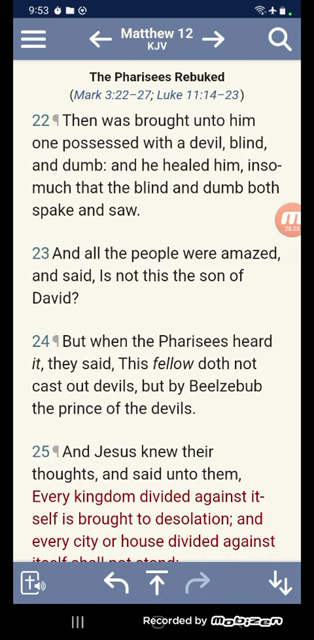 9:53
Matthew 12
KJV
The Pharisees Rebuked
(Mark 3:22–27; Luke 11:14–23)
22 ¶ Then was brought unto him
one possessed with a devil, blind,
and dumb: and he healed him, inso-
much that the blind and dumb both
spake and saw.
23 And all the people were amazed,
and said, Is not this the son of
David?
24 ¶ But when the Pharisees heard
it, they said, This fellow doth not
cast out devils, but by Beelzebub
the prince of the devils.
25 ¶ And Jesus knew their
thoughts, and said unto them,
Every kingdom divided against it-
self is brought to desolation; and
every city or house divided against
itself shall not stand:
Recorded by mobizen